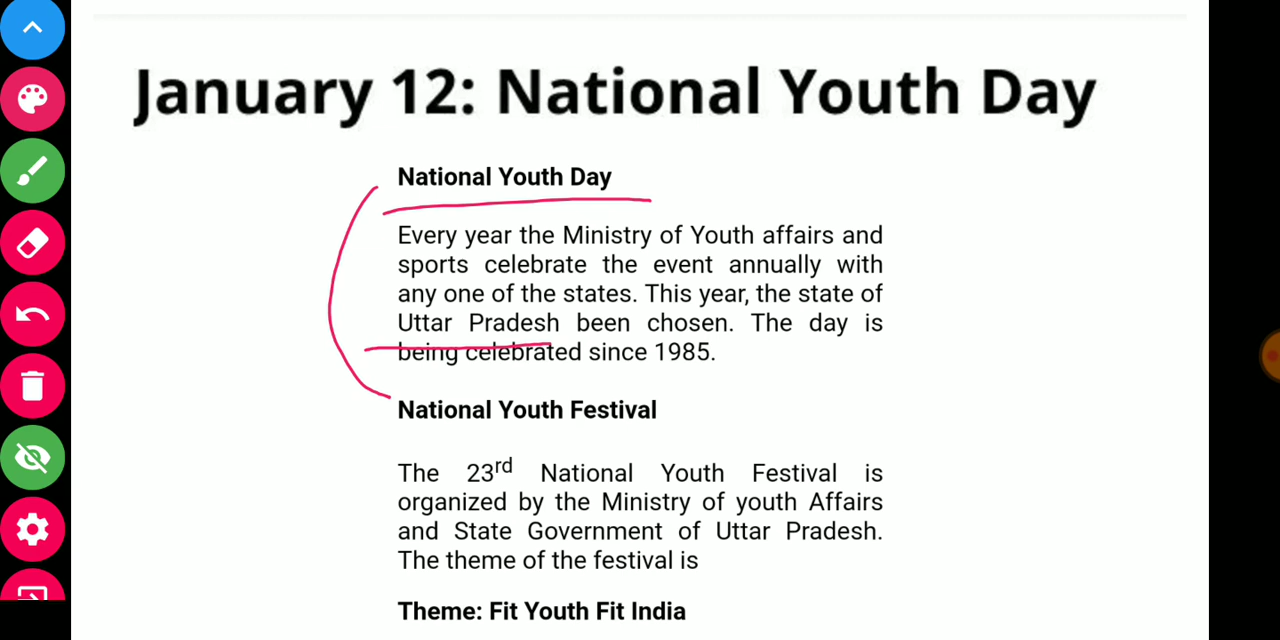 January 12: National Youth Day
National Youth Day
Every year the Ministry of Youth affairs and
sports celebrate the event annually with
any one of the states. This year, the state of
Uttar Pradesh been chosen. The day is
being celebrated since 1985.
National Youth Festival
The 23rd National Youth Festival is
organized by the Ministry of youth Affairs
and State Government of Uttar Pradesh.
The theme of the festival is
Theme: Fit Youth Fit India